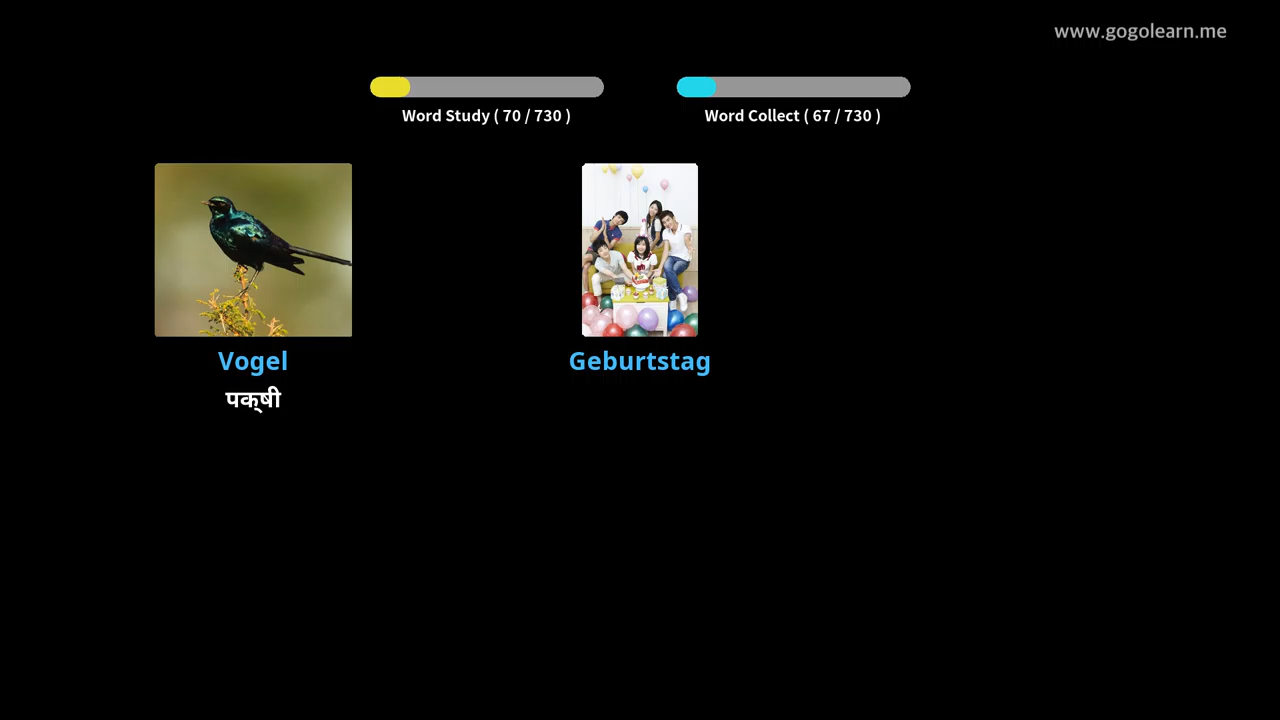 www.gogolearn.me
Word Study ( 70 / 730 )
Word Collect ( 67 / 730 )
Vogel
Geburtstag
पक्षी